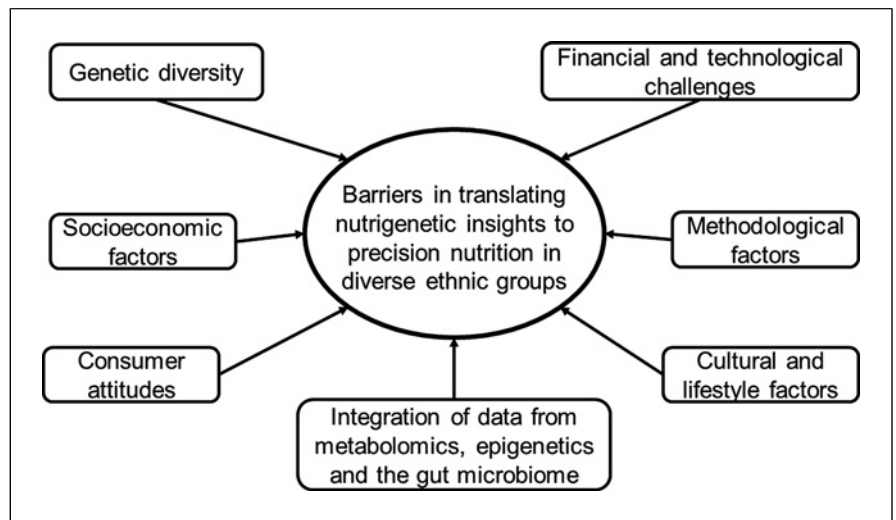 Genetic diversity
Financial and technological
challenges
Barriers in translating
nutrigenetic insights to
precision nutrition in
diverse ethnic groups
Socioeconomic
factors
Methodological
factors
Consumer
attitudes
Cultural and
lifestyle factors
Integration of data from
metabolomics, epigenetics
and the gut microbiome